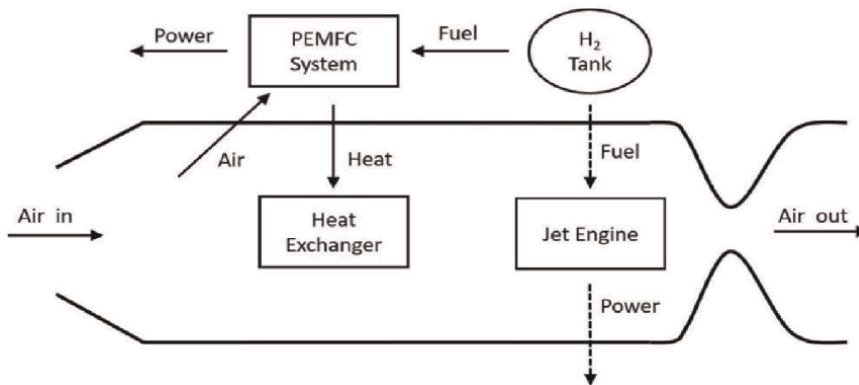 Power
PEMFC
System
Fuel
H₂
Tank
Air
Heat
Fuel
Air in
Heat
Exchanger
Jet Engine
Air out
Power